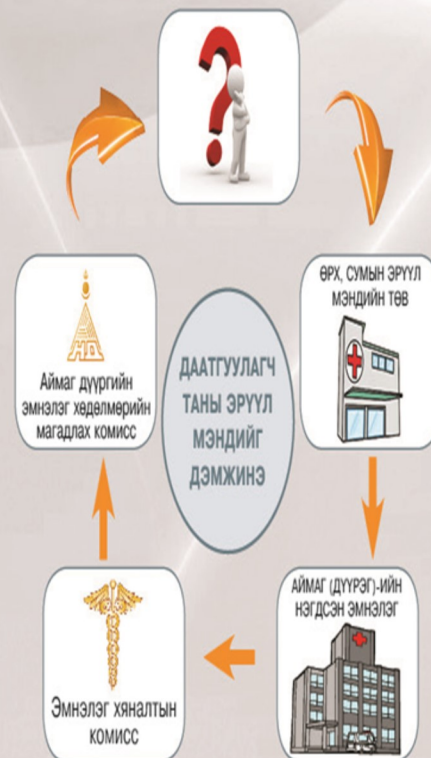 ӨРХ, СУМЫН ЭРҮҮЛ
МЭНДИЙН ТӨВ
АЙМАГ (ДҮҮРЭГ)-ИЙН
НЭГДСЭН ЭМНЭЛЭГ
Эмнэлэг хяналтын
комисс
НД
Аймаг дүүргийн
эмнэлэг хөдөлмөрийн
магадлах комисс
ДААТГУУЛАГЧ
ТАНЫ ЭРҮҮЛ
МЭНДИЙГ
ДЭМЖИНЭ